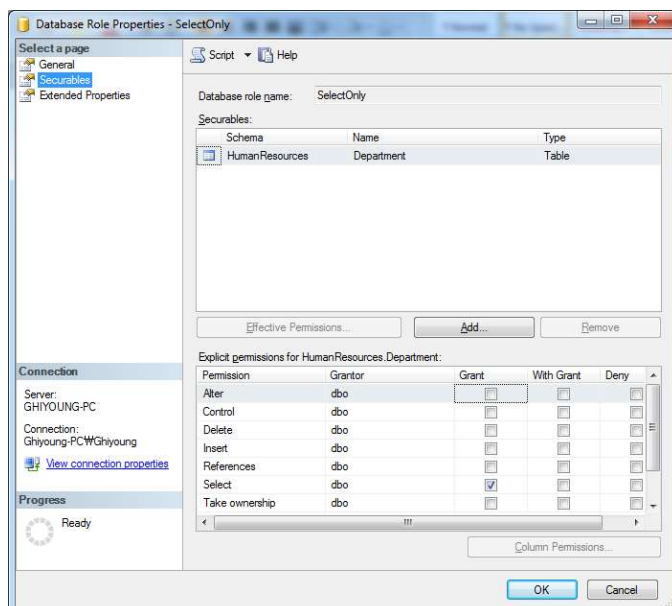 Database Role Properties - SelectOnly
Select a page
General
Securables
Extended Properties
Script
Help
Database role name: SelectOnly
Securables:
Schema Name Type
HumanResources Department Table
Effective Permissions... Add... Remove
Explicit permissions for HumanResources.Department:
Permission Grantor Grant With Grant Deny
Alter dbo
Control dbo
Delete dbo
Insert dbo
References dbo
Select dbo
Take ownership dbo
Column Permissions...
Connection
Server:
GHIYOUNG-PC
Connection:
Ghiyoung-PC₩Ghiyoung
View connection properties
Progress
Ready
OK Cancel